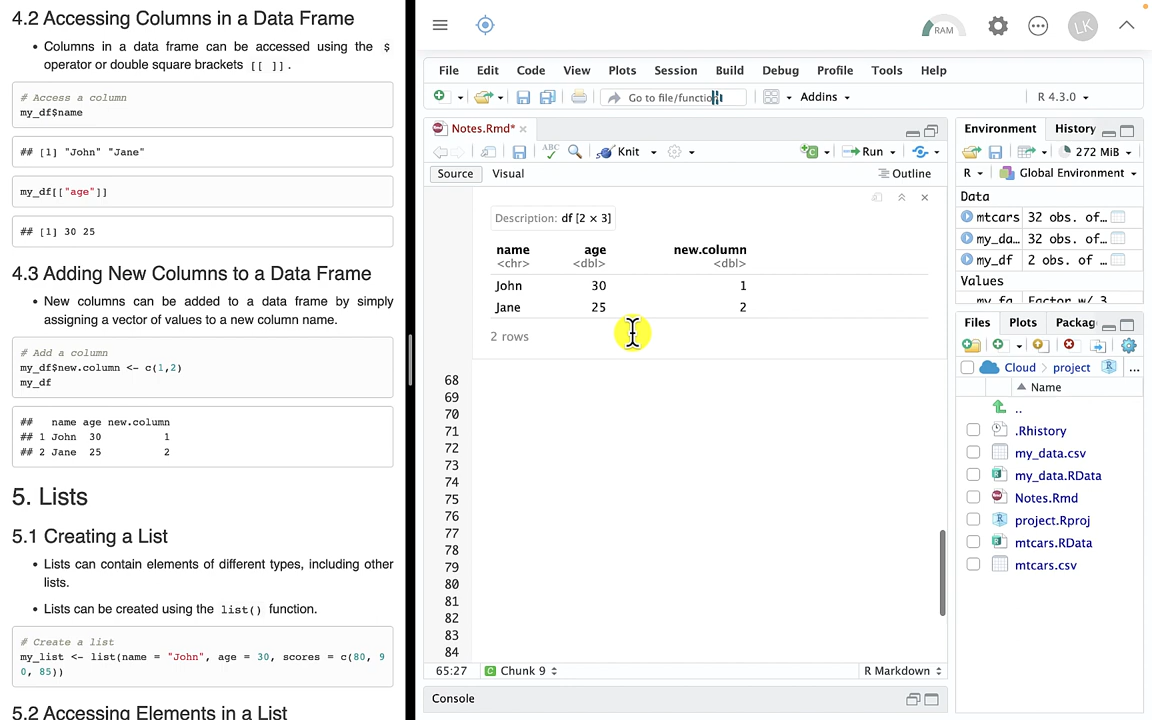 4.2 Accessing Columns in a Data Frame
• Columns in a data frame can be accessed using the $
operator or double square brackets [[ ]].
# Access a column
my_df$name
## [1] "John" "Jane"
my_df[["age"]]
## [1] 30 25
4.3 Adding New Columns to a Data Frame
• New columns can be added to a data frame by simply
assigning a vector of values to a new column name.
# Add a column
my_df$new.column <- c(1,2)
my_df
##   name age new.column
## 1 John  30          1
## 2 Jane  25          2
5. Lists
5.1 Creating a List
• Lists can contain elements of different types, including other
lists.
• Lists can be created using the list() function.
# Create a list
my_list <- list(name = "John", age = 30, scores = c(80, 9
0, 85))
5.2 Accessing Elements in a List
RAM
LK
File Edit Code View Plots Session Build Debug Profile Tools Help
Go to file/function
Addins
R 4.3.0
Notes.Rmd*
ABC
Knit
Run
Source Visual
Outline
Description: df [2 × 3]
name age new.column
<chr> <dbl> <dbl>
John 30 1
Jane 25 2
2 rows
68
69
70
71
72
73
74
75
76
77
78
79
80
81
82
83
84
65:27
C Chunk 9
R Markdown
Console
Environment History
272 MiB
R Global Environment
Data
mtcars 32 obs. of…
my_da… 32 obs. of…
my_df 2 obs. of …
Values
my_fa Factor w/ 3
Files Plots Packag
Cloud project
...
Name
..
.Rhistory
my_data.csv
my_data.RData
Notes.Rmd
project.Rproj
mtcars.RData
mtcars.csv